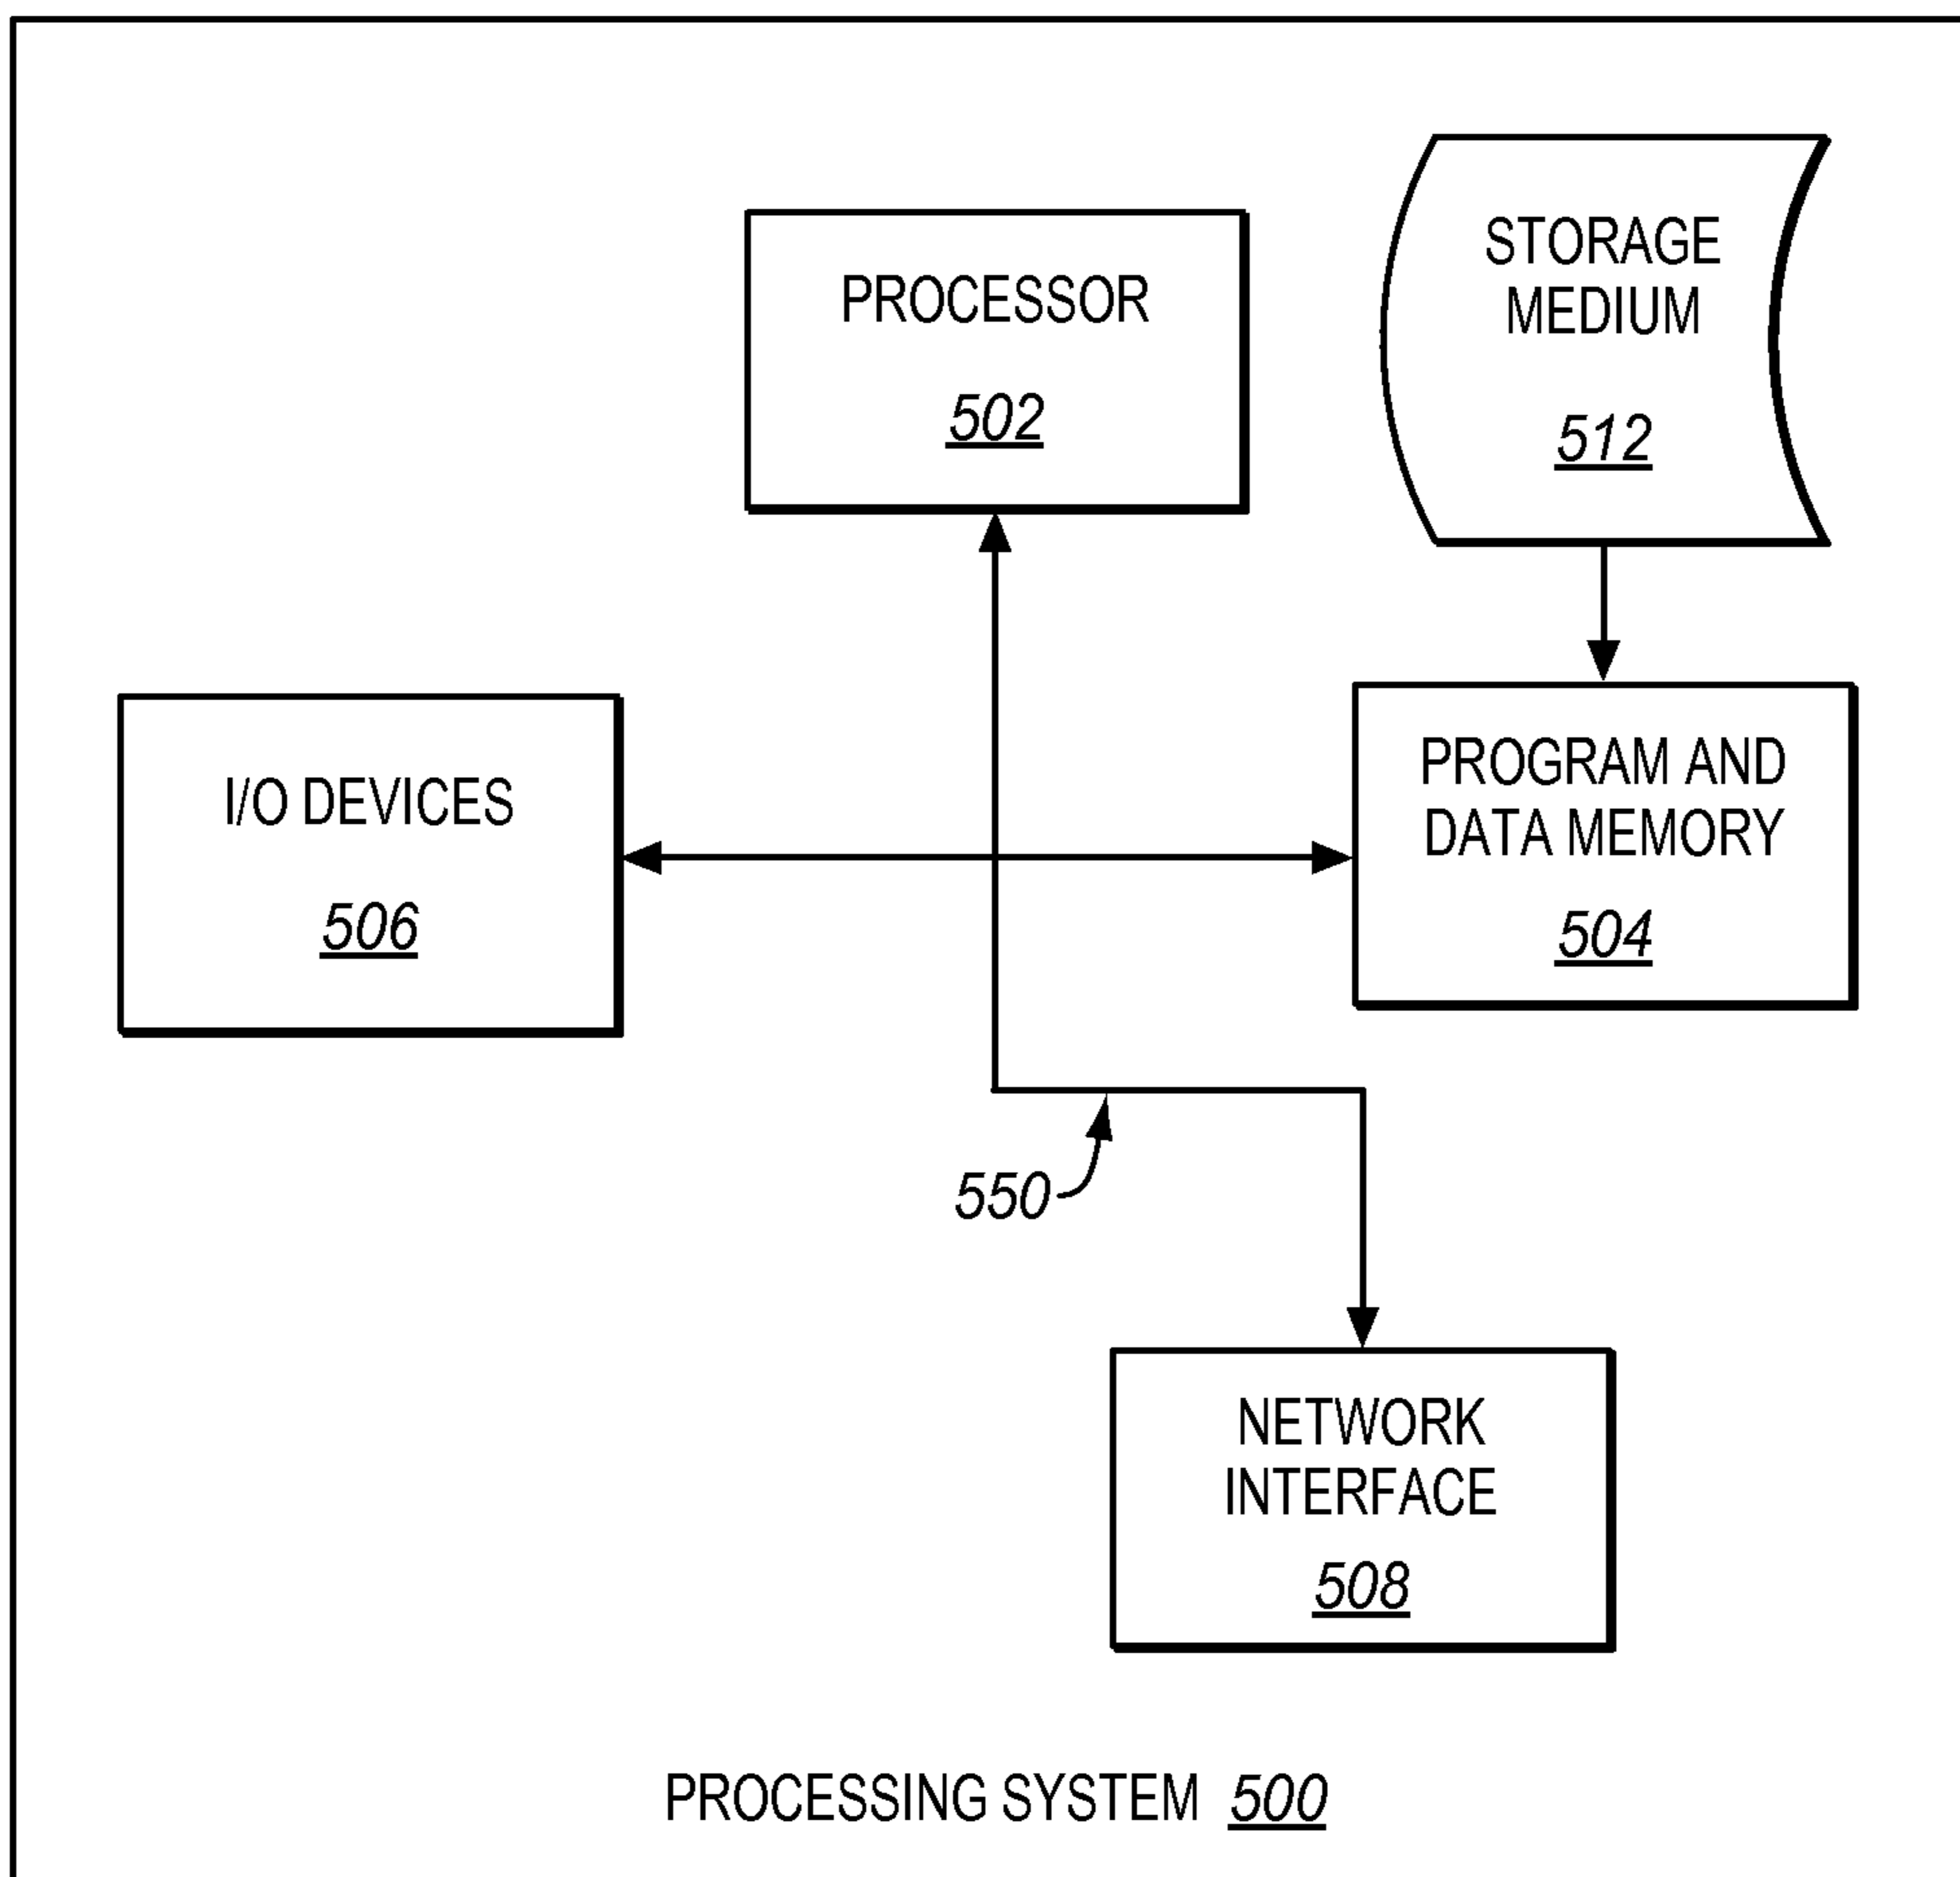 PROCESSOR
502
STORAGE
MEDIUM
512
I/O DEVICES
506
PROGRAM AND
DATA MEMORY
504
550
NETWORK
INTERFACE
508
PROCESSING SYSTEM 500